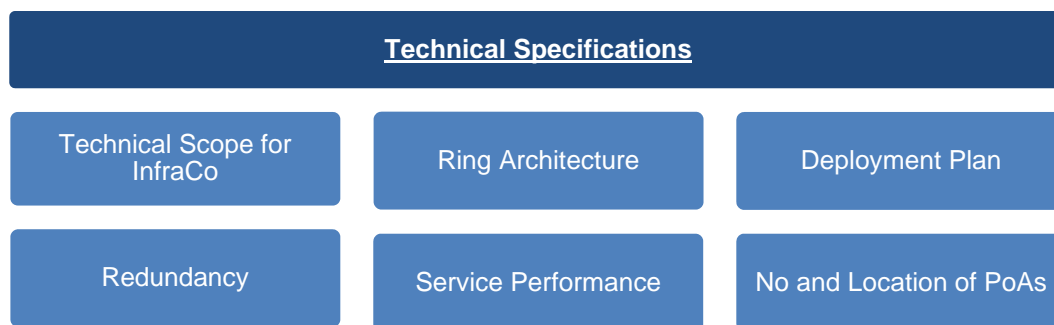 Technical Specifications
Technical Scope for
InfraCo
Ring Architecture
Deployment Plan
Redundancy
Service Performance
No and Location of PoAs